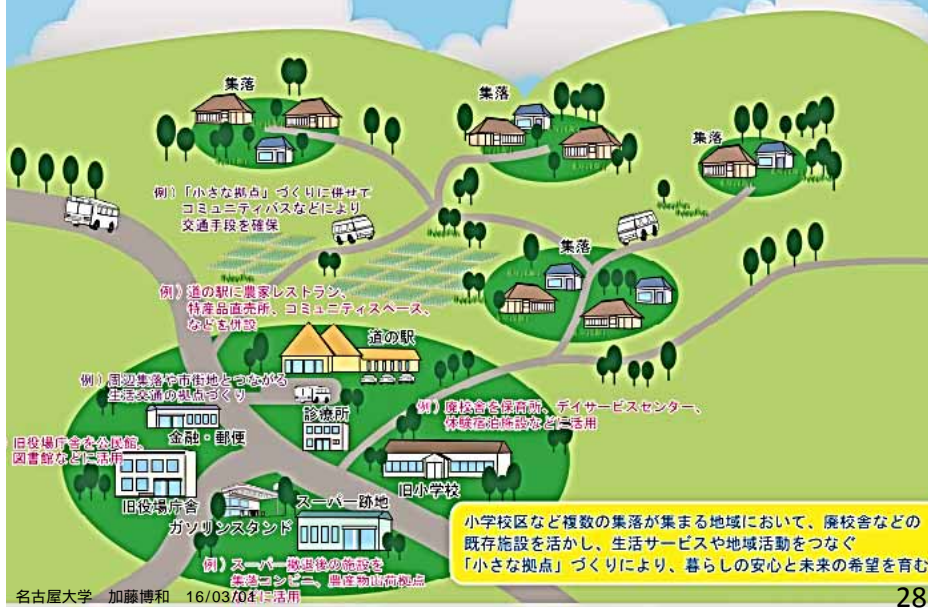 集落
集落
集落
例）「小さな拠点」づくりに併せて
コミュニティバスなどにより
交通手段を確保
集落
例）道の駅に農家レストラン、
特産品直売所、コミュニティスペース、
などを併設
道の駅
例）周辺集落や市街地とつながる
生活交通の拠点づくり
診療所
例）廃校舎を保育所、デイサービスセンター、
体験宿泊施設などに活用
金融・郵便
旧役場庁舎を公民館、
図書館などに活用
旧小学校
旧役場庁舎
スーパー跡地
ガソリンスタンド
小学校区など複数の集落が集まる地域において、廃校舎などの
既存施設を活かし、生活サービスや地域活動をつなぐ
「小さな拠点」づくりにより、暮らしの安心と未来の希望を育む
例）スーパー撤退後の施設を
集落コンビニ、農産物出荷拠点
などに活用
名古屋大学 加藤博和 16/03/01
28